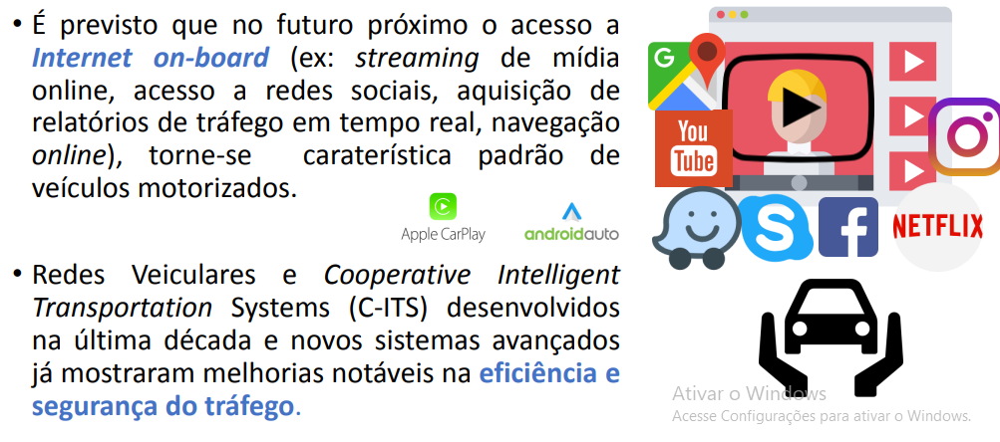 • É previsto que no futuro próximo o acesso a
Internet on-board (ex: streaming de mídia
online, acesso a redes sociais, aquisição de
relatórios de tráfego em tempo real, navegação
online), torne-se caraterística padrão de
veículos motorizados.
Apple CarPlay
androidauto
• Redes Veiculares e Cooperative Intelligent
Transportation Systems (C-ITS) desenvolvidos
na última década e novos sistemas avançados
já mostraram melhorias notáveis na eficiência e
segurança do tráfego.
G
You
Tube
S
f
NETFLIX
Ativar o Windows
Acesse Configurações para ativar o Windows.